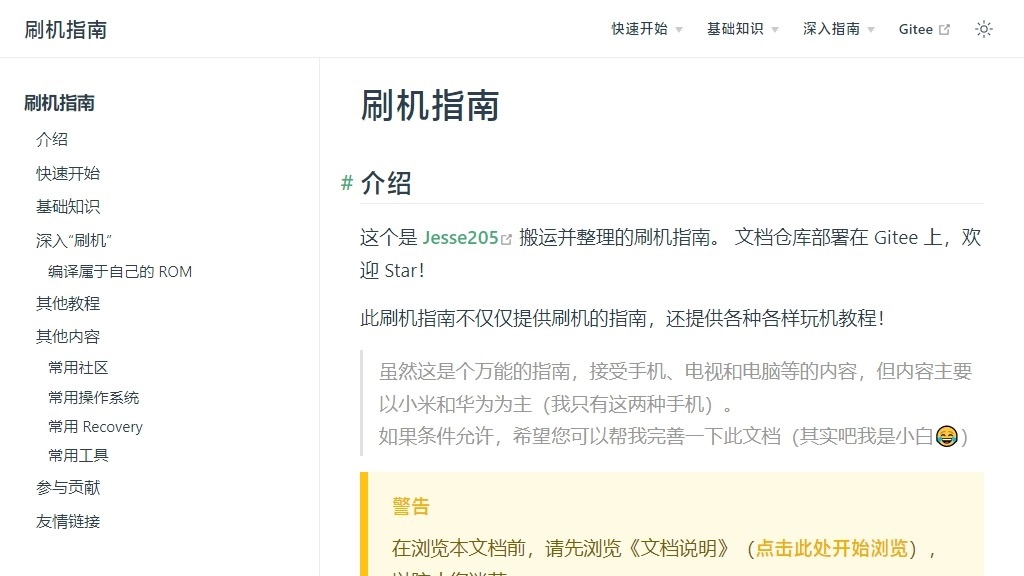 刷机指南
快速开始
基础知识
深入指南
Gitee
刷机指南
介绍
快速开始
基础知识
深入“刷机”
编译属于自己的 ROM
其他教程
其他内容
常用社区
常用操作系统
常用 Recovery
常用工具
参与贡献
友情链接
刷机指南
# 介绍
这个是 Jesse205 搬运并整理的刷机指南。 文档仓库部署在 Gitee 上，欢
迎 Star！
此刷机指南不仅仅提供刷机的指南，还提供各种各样玩机教程！
虽然这是个万能的指南，接受手机、电视和电脑等的内容，但内容主要
以小米和华为为主（我只有这两种手机）。
如果条件允许，希望您可以帮我完善一下此文档（其实吧我是小白😂）
警告
在浏览本文档前，请先浏览《文档说明》（点击此处开始浏览），